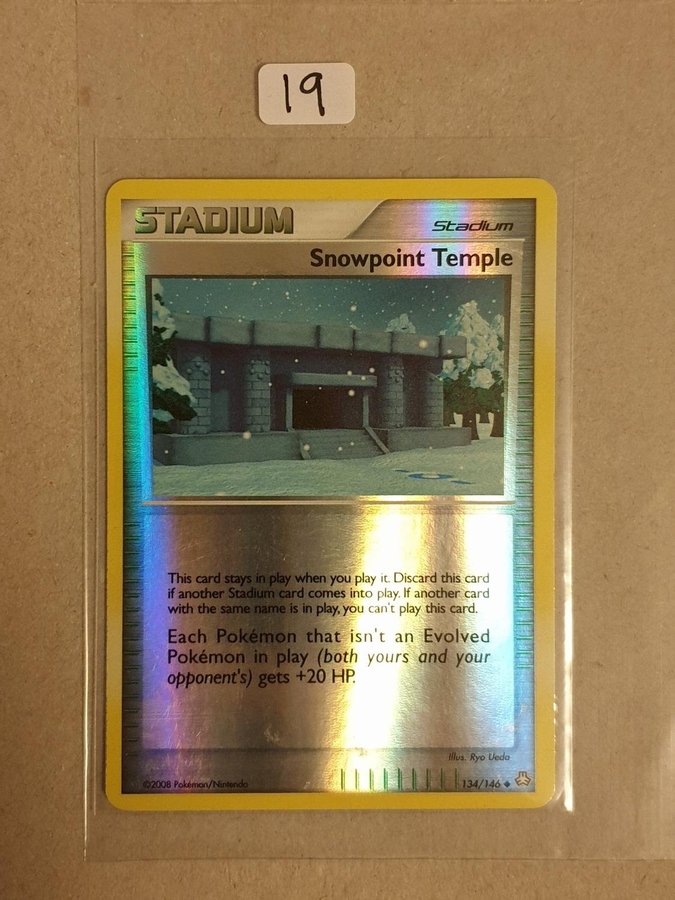 19
STADIUM
Stadium
Snowpoint Temple
This card stays in play when you play it. Discard this card
if another Stadium card comes into play. If another card
with the same name is in play, you can't play this card.
Each Pokémon that isn't an Evolved
Pokémon in play (both yours and your
opponent's) gets +20 HP.
Illus. Ryo Ueda
©2008 Pokémon/Nintendo
134/146